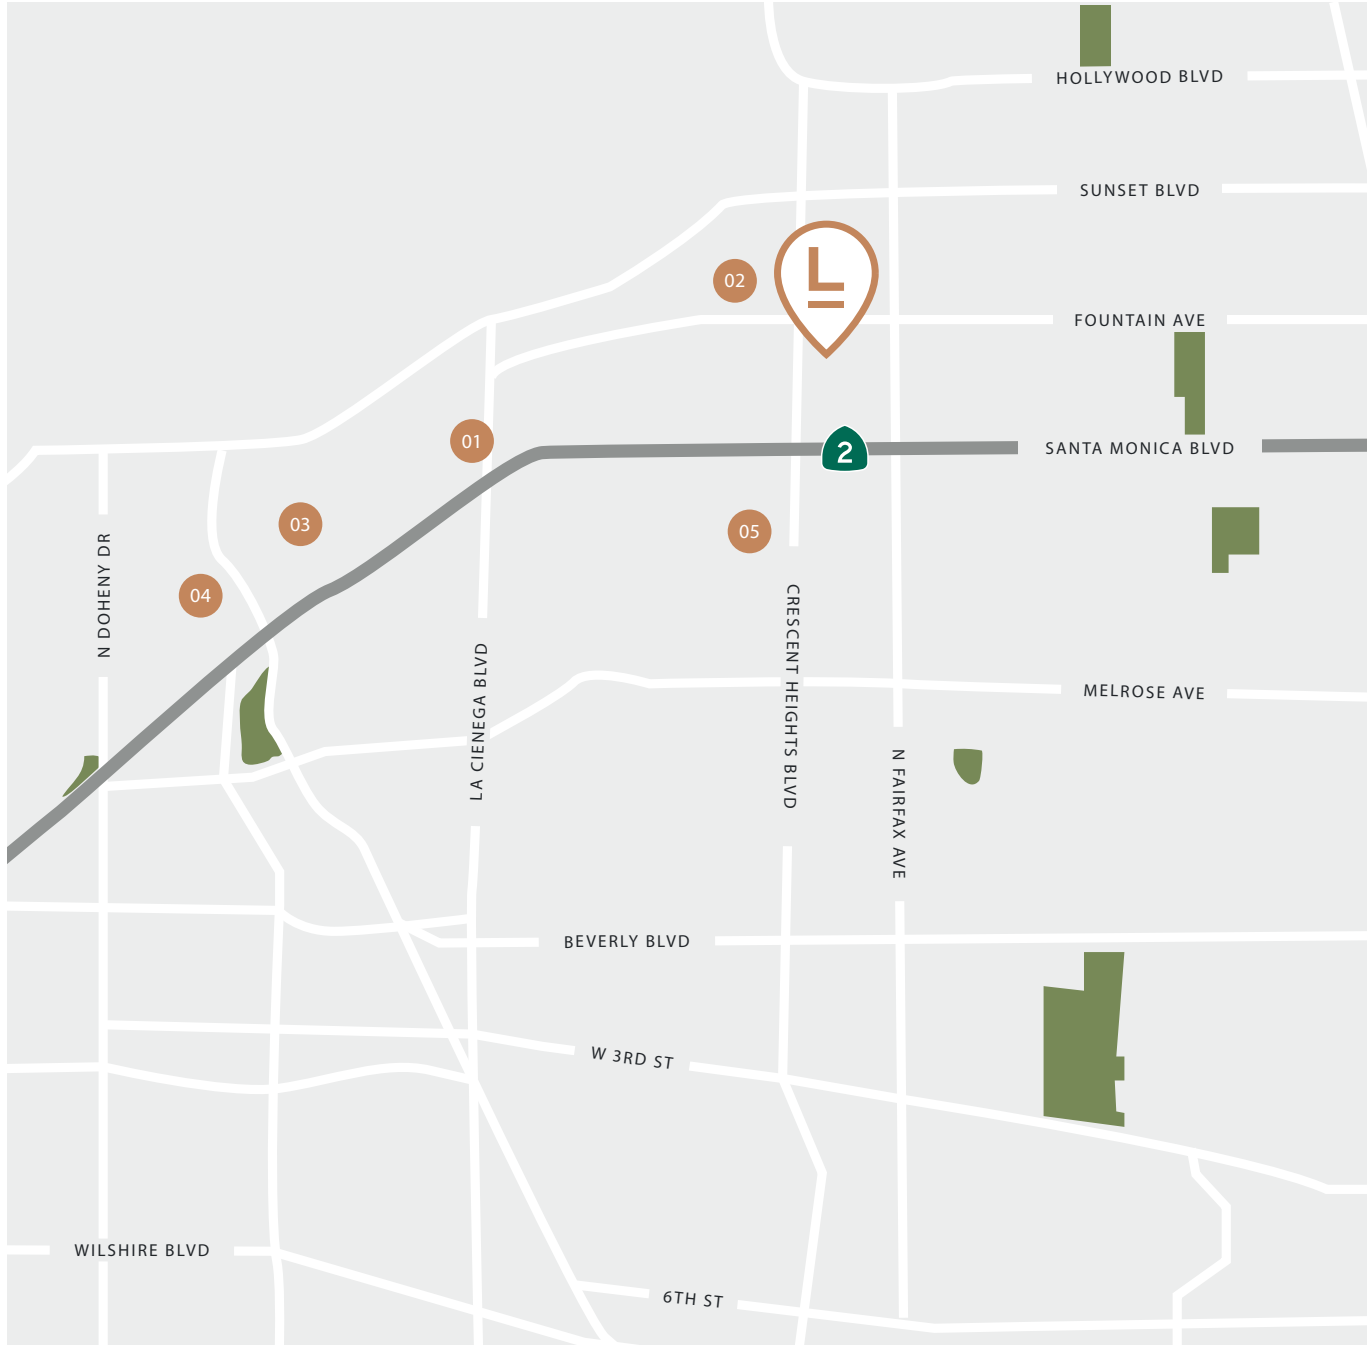 HOLLYWOOD BLVD
SUNSET BLVD
02
L
FOUNTAIN AVE
01
2
SANTA MONICA BLVD
03
05
04
N DOHENY DR
LA CIENEGA BLVD
CRESCENT HEIGHTS BLVD
MELROSE AVE
N FAIRFAX AVE
BEVERLY BLVD
W 3RD ST
WILSHIRE BLVD
6TH ST